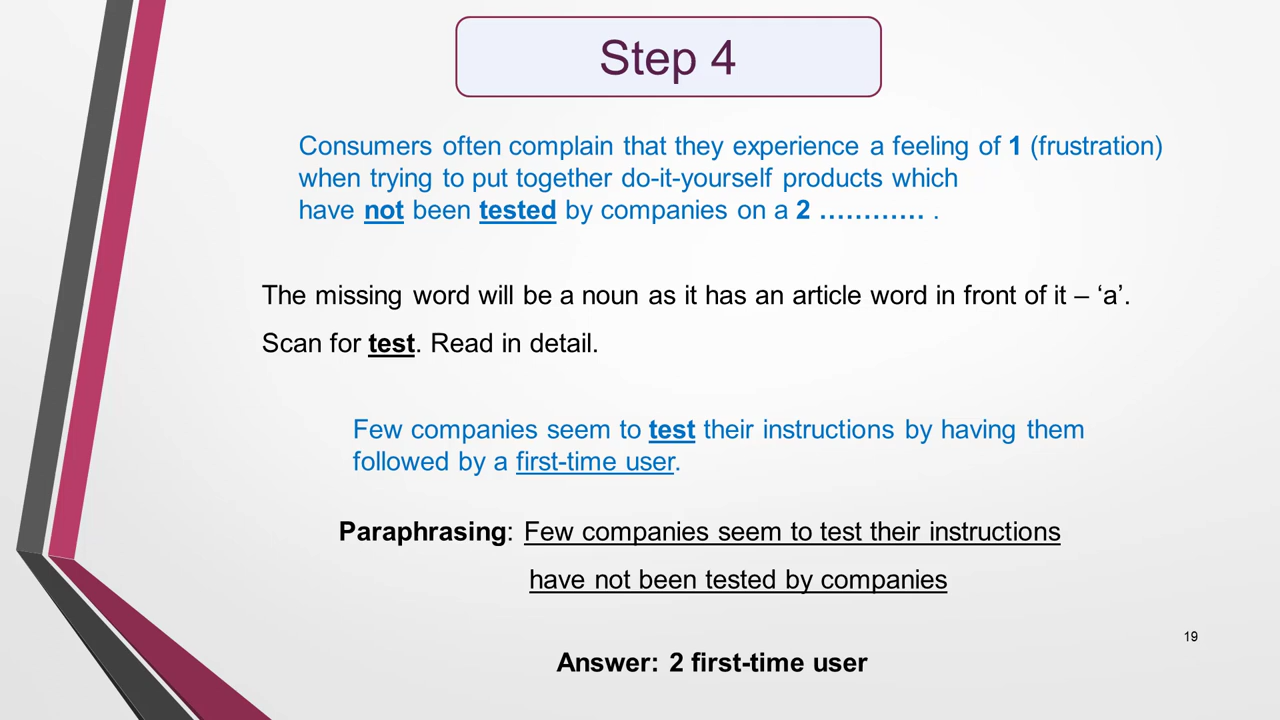 Step 4
Consumers often complain that they experience a feeling of 1 (frustration)
when trying to put together do-it-yourself products which
have not been tested by companies on a 2 ………… .
The missing word will be a noun as it has an article word in front of it – ‘a’.
Scan for test. Read in detail.
Few companies seem to test their instructions by having them
followed by a first-time user.
Paraphrasing: Few companies seem to test their instructions
have not been tested by companies
19
Answer: 2 first-time user